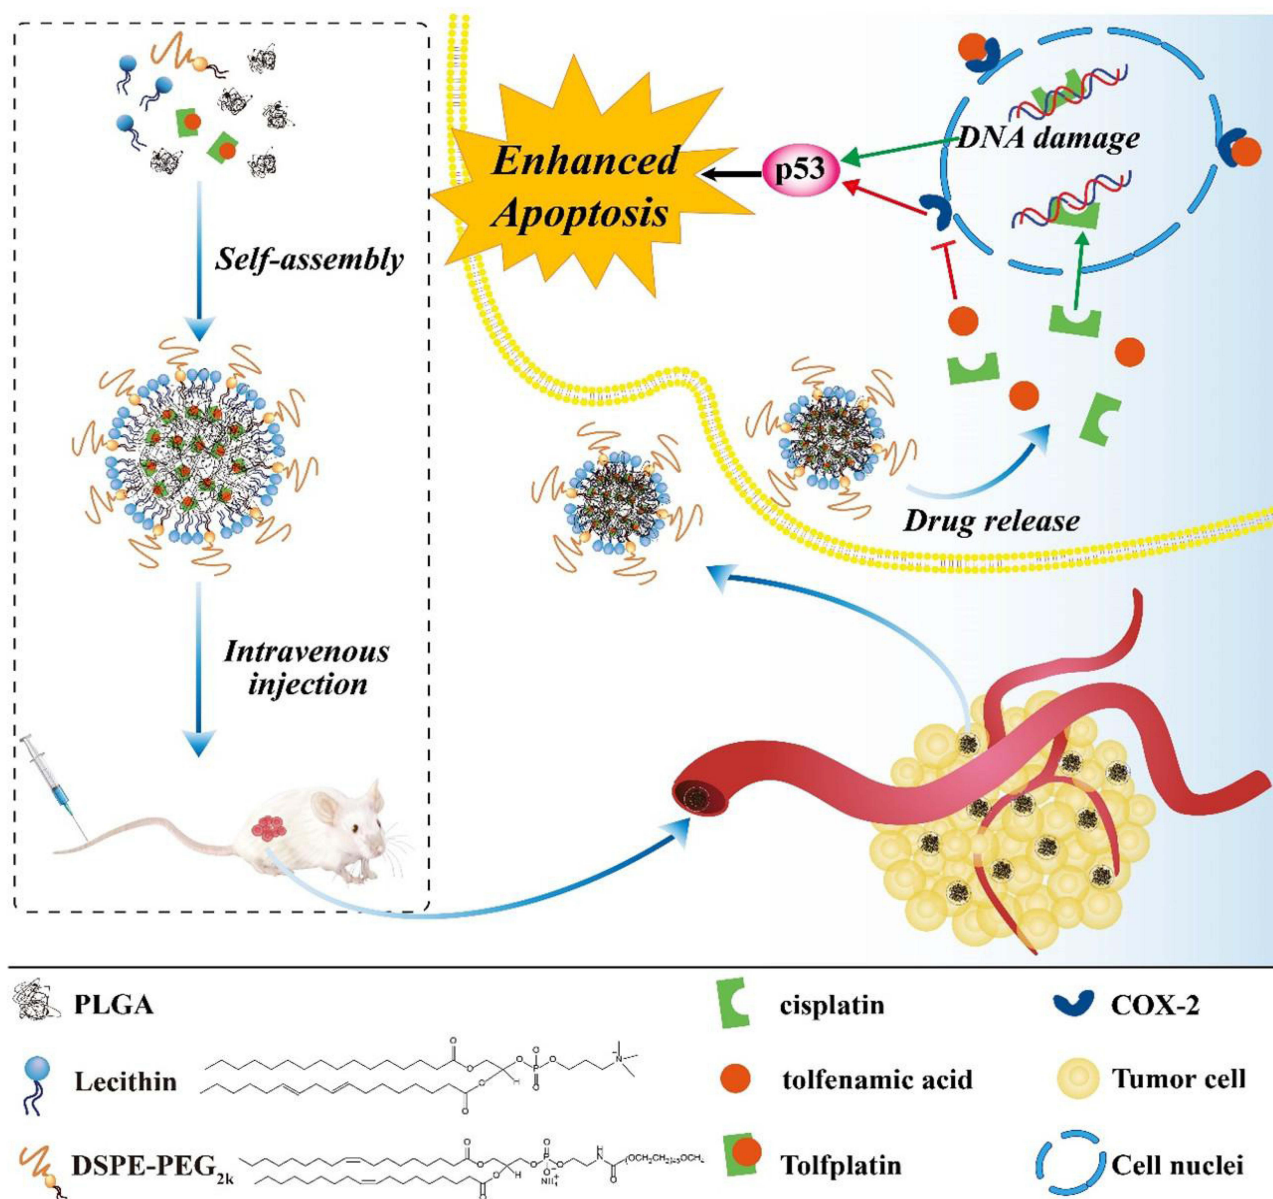 Enhanced
Apoptosis
p53
DNA damage
Self-assembly
Drug release
Intravenous
injection
PLGA
cisplatin
COX-2
Lecithin
tolfenamic acid
Tumor cell
DSPE-PEG2k
Tolfplatin
Cell nuclei